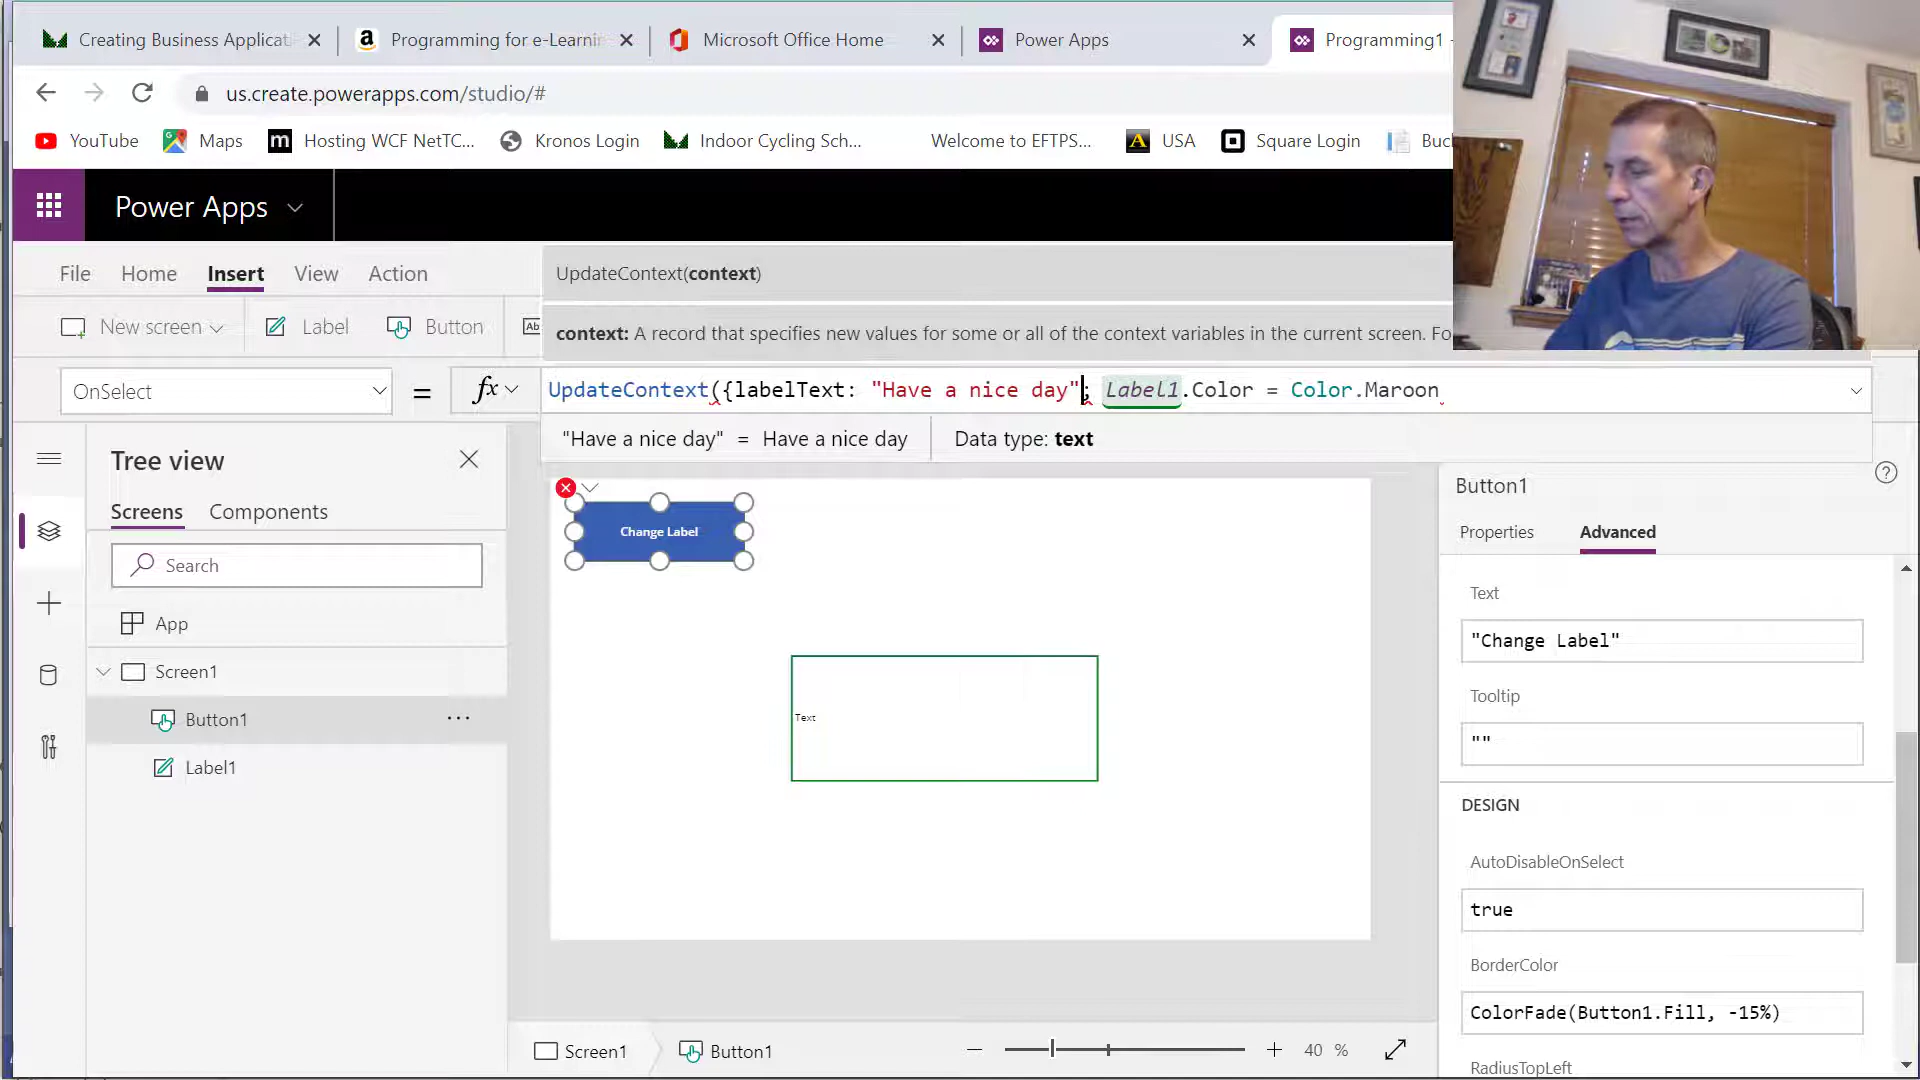 Creating Business Applicati
Programming for e-Learnin
Microsoft Office Home
Power Apps
Programming1 -
us.create.powerapps.com/studio/#
YouTube
Maps
Hosting WCF NetTC...
Kronos Login
Indoor Cycling Sch...
Welcome to EFTPS...
USA
Square Login
Buc
Power Apps
File
Home
Insert
View
Action
UpdateContext(context)
New screen
Label
Button
Ab
context: A record that specifies new values for some or all of the context variables in the current screen. Fo
OnSelect
=
fx
UpdateContext({labelText: "Have a nice day"; Label1.Color = Color.Maroon
"Have a nice day" = Have a nice day
Data type: text
Tree view
Screens
Components
Search
App
Screen1
Button1
...
Label1
Change Label
Text
Button1
Properties
Advanced
Text
"Change Label"
Tooltip
""
DESIGN
AutoDisableOnSelect
true
BorderColor
ColorFade(Button1.Fill, -15%)
RadiusTopLeft
Screen1
Button1
40 %